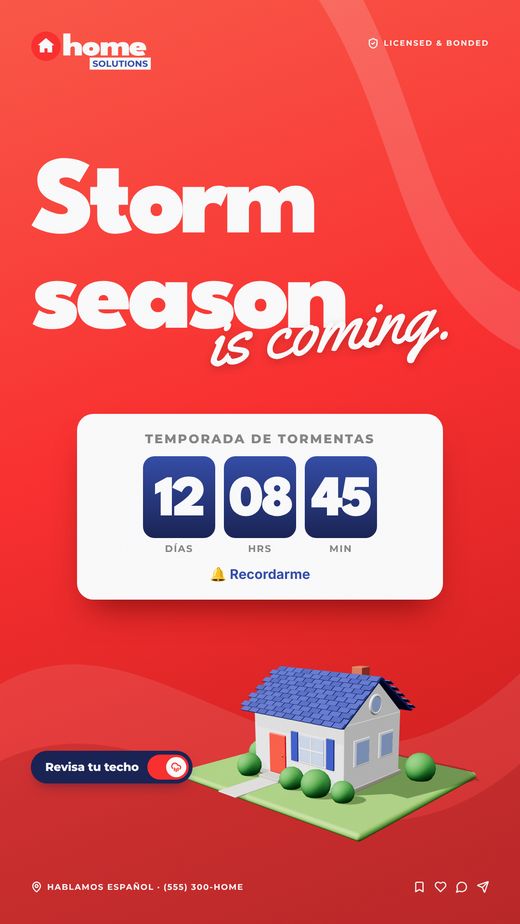 home
SOLUTIONS
LICENSED & BONDED
Storm
season
is coming.
TEMPORADA DE TORMENTAS
12 08 45
DÍAS HRS MIN
🔔 Recordarme
Revisa tu techo
HABLAMOS ESPAÑOL · (555) 300-HOME